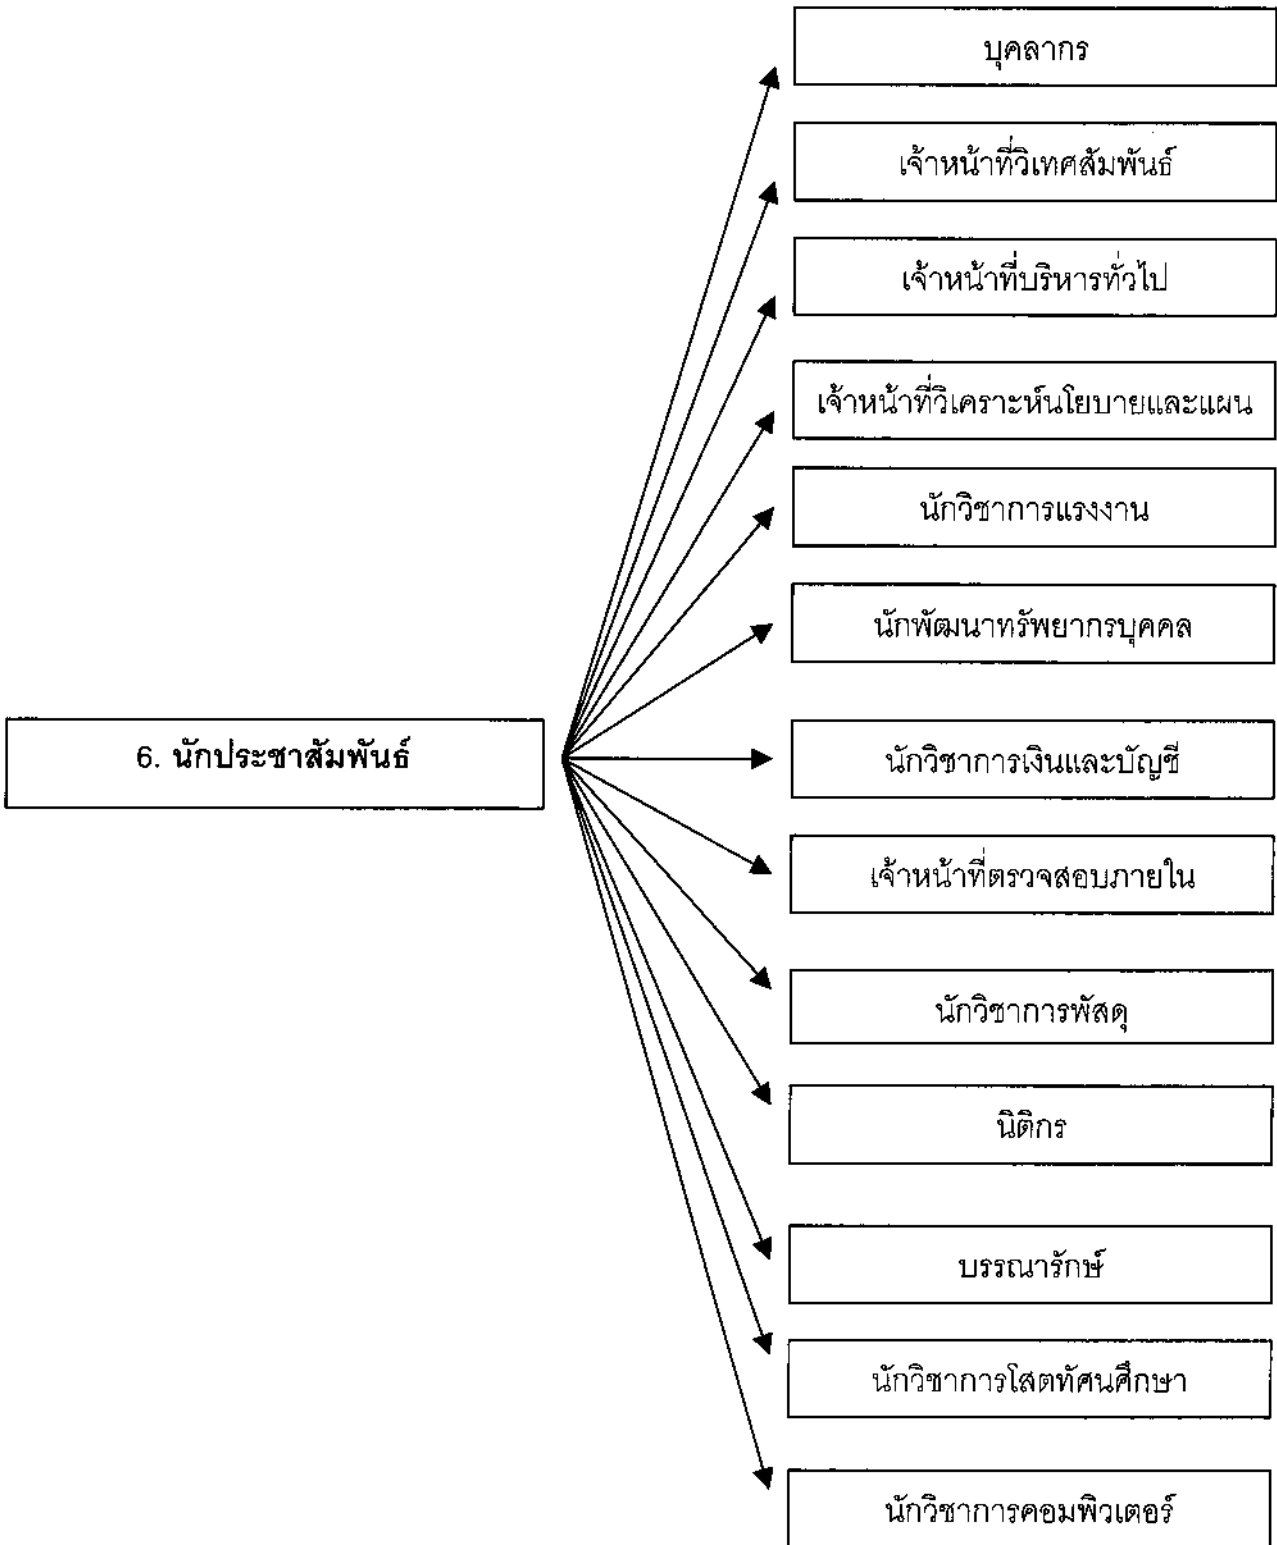 บุคลากร
เจ้าหน้าที่วิเทศสัมพันธ์
เจ้าหน้าที่บริหารทั่วไป
เจ้าหน้าที่วิเคราะห์นโยบายและแผน
นักวิชาการแรงงาน
นักพัฒนาทรัพยากรบุคคล
6. นักประชาสัมพันธ์
นักวิชาการเงินและบัญชี
เจ้าหน้าที่ตรวจสอบภายใน
นักวิชาการพัสดุ
นิติกร
บรรณารักษ์
นักวิชาการโสตทัศนศึกษา
นักวิชาการคอมพิวเตอร์